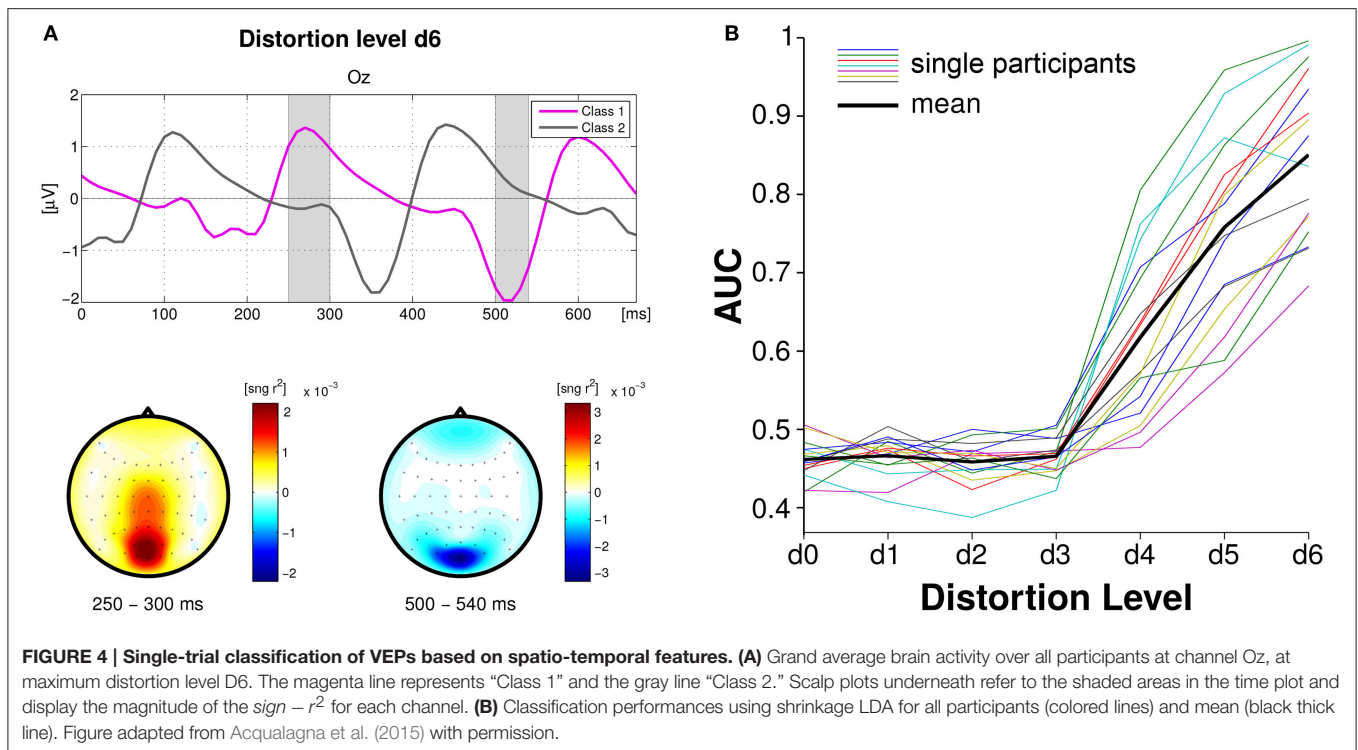 A
Distortion level d6
Oz
2
1
0
−1
−2
[µV]
0
100
200
300
400
500
600
[ms]
Class 1
Class 2
[sng r²] x 10⁻³
2
1
0
−1
−2
250 − 300 ms
[sng r²] x 10⁻³
3
2
1
0
−1
−2
−3
500 − 540 ms
B
1
0.9
0.8
0.7
0.6
0.5
0.4
AUC
single participants
mean
d0 d1 d2 d3 d4 d5 d6
Distortion Level
FIGURE 4 | Single-trial classification of VEPs based on spatio-temporal features. (A) Grand average brain activity over all participants at channel Oz, at
maximum distortion level D6. The magenta line represents “Class 1” and the gray line “Class 2.” Scalp plots underneath refer to the shaded areas in the time plot and
display the magnitude of the sign − r² for each channel. (B) Classification performances using shrinkage LDA for all participants (colored lines) and mean (black thick
line). Figure adapted from Acqualagna et al. (2015) with permission.